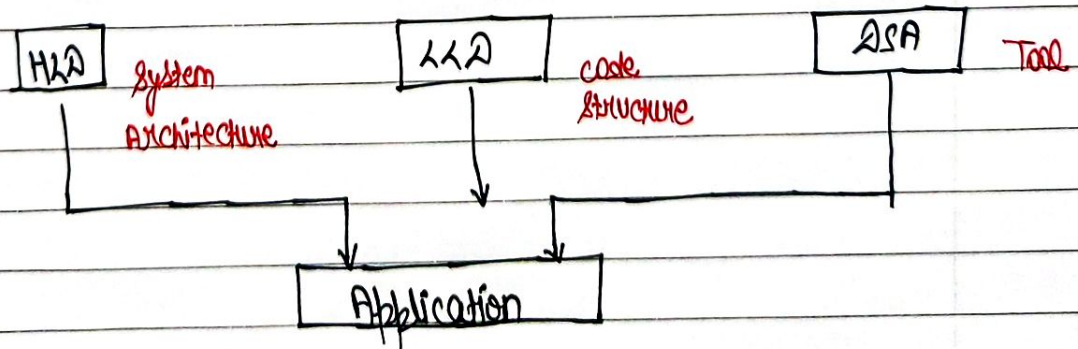 HLD
System
Architecture
LLD
code
Structure
DSA
Tool
Application